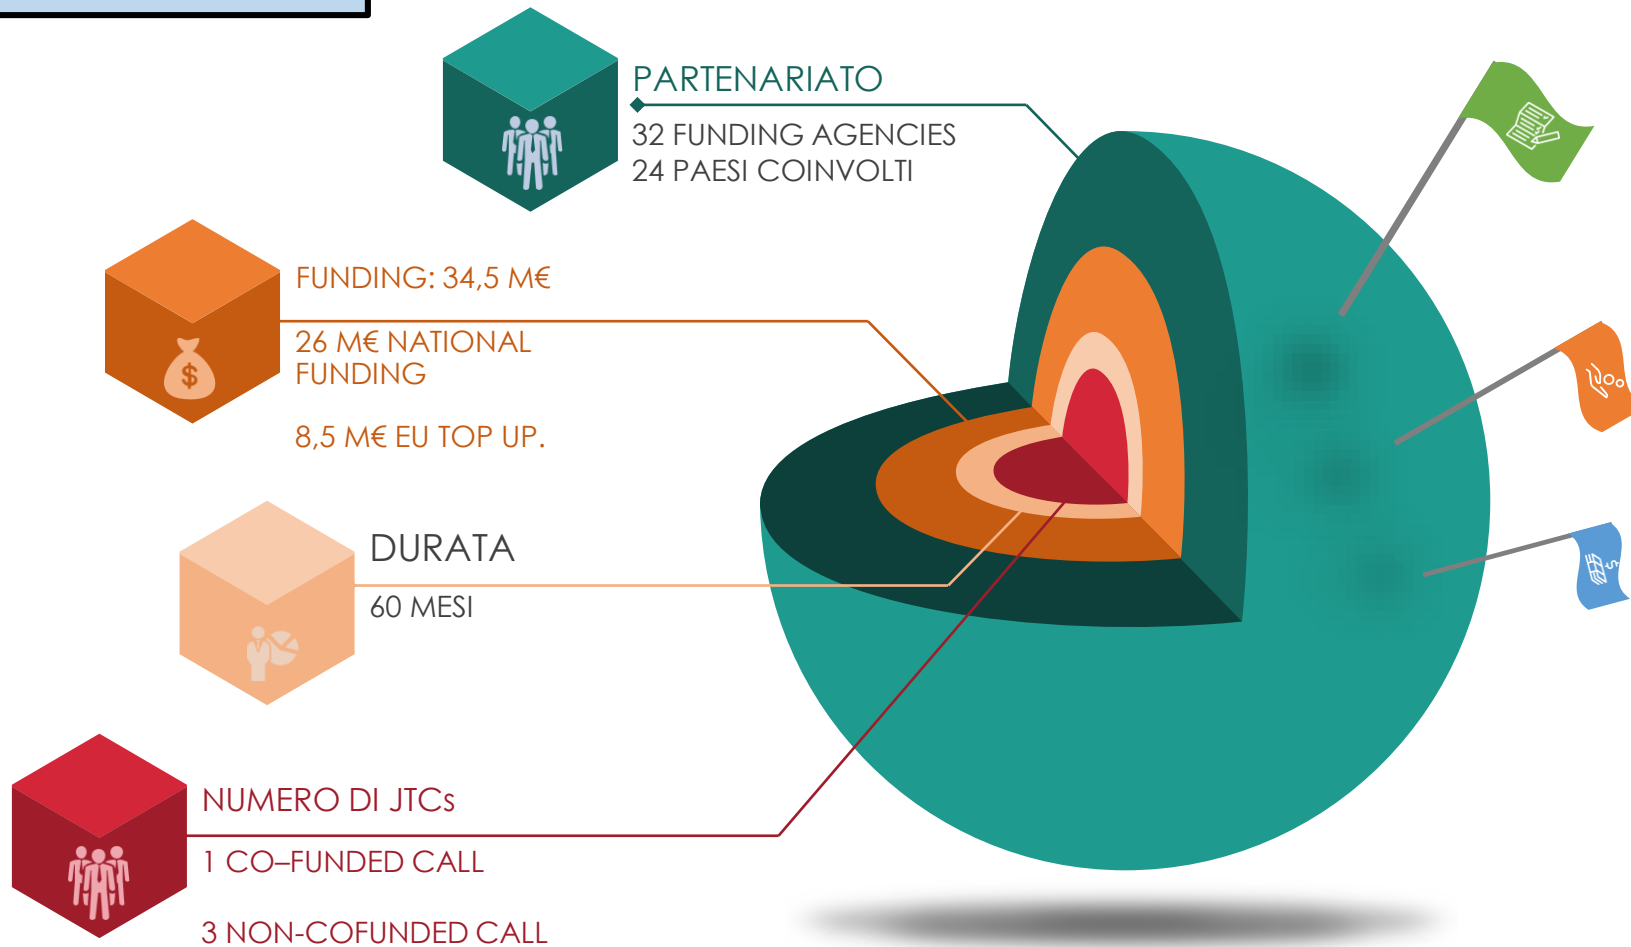 PARTENARIATO
32 FUNDING AGENCIES
24 PAESI COINVOLTI
FUNDING: 34,5 M€
26 M€ NATIONAL
FUNDING
8,5 M€ EU TOP UP.
$
DURATA
60 MESI
$
NUMERO DI JTCs
1 CO–FUNDED CALL
3 NON-COFUNDED CALL